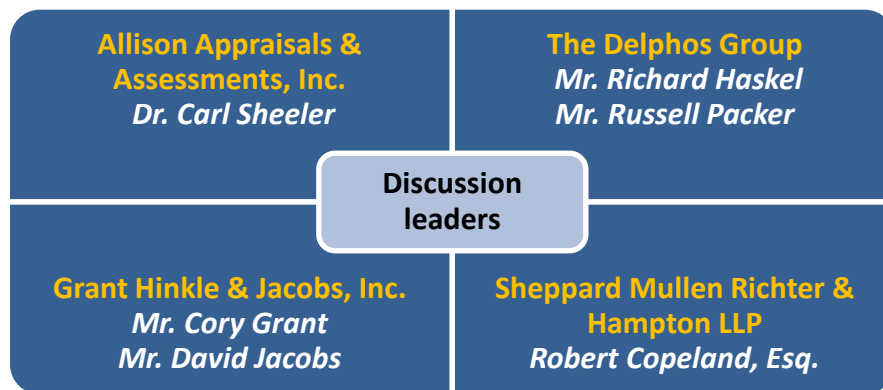 Allison Appraisals &
Assessments, Inc.
Dr. Carl Sheeler
The Delphos Group
Mr. Richard Haskel
Mr. Russell Packer
Discussion
leaders
Grant Hinkle & Jacobs, Inc.
Mr. Cory Grant
Mr. David Jacobs
Sheppard Mullen Richter &
Hampton LLP
Robert Copeland, Esq.